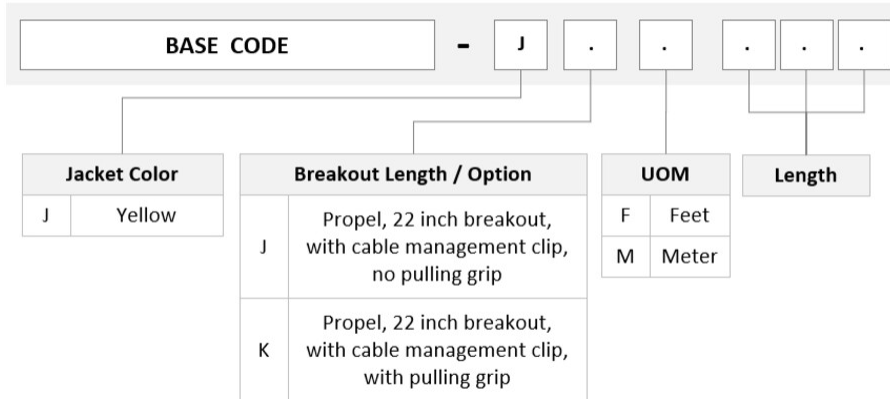 BASE CODE - J . . . . .
Jacket Color
J Yellow
Breakout Length / Option
J Propel, 22 inch breakout,
with cable management clip,
no pulling grip
K Propel, 22 inch breakout,
with cable management clip,
with pulling grip
UOM
F Feet
M Meter
Length